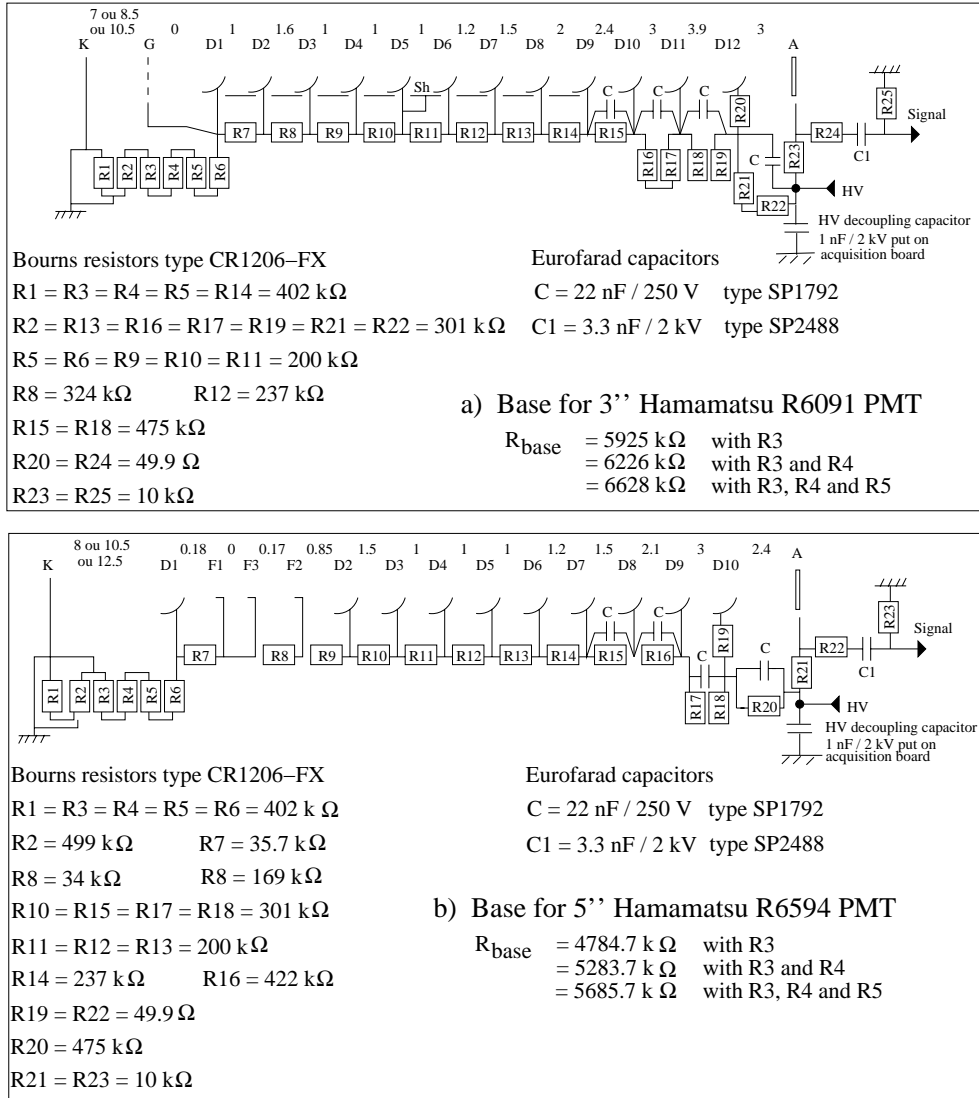 7 ou 8.5
ou 10.5 0 1 1.6 1 1 1 1.2 1.5 2 2.4 3 3.9 3
K G D1 D2 D3 D4 D5 D6 D7 D8 D9 D10 D11 D12 A
Sh C C C R20 R25
R7 R8 R9 R10 R11 R12 R13 R14 R15 R24 Signal
C1
R1 R2 R3 R4 R5 R6 R16 R17 R18 R19 C R23
R21 R22 HV
HV decoupling capacitor
1 nF / 2 kV put on
acquisition board
Bourns resistors type CR1206−FX Eurofarad capacitors
R1 = R3 = R4 = R5 = R14 = 402 kΩ C = 22 nF / 250 V type SP1792
R2 = R13 = R16 = R17 = R19 = R21 = R22 = 301 kΩ C1 = 3.3 nF / 2 kV type SP2488
R5 = R6 = R9 = R10 = R11 = 200 kΩ
R8 = 324 kΩ R12 = 237 kΩ
a) Base for 3’’ Hamamatsu R6091 PMT
R15 = R18 = 475 kΩ
Rbase = 5925 kΩ with R3
R20 = R24 = 49.9 Ω
= 6226 kΩ with R3 and R4
R23 = R25 = 10 kΩ
= 6628 kΩ with R3, R4 and R5
8 ou 10.5
ou 12.5 0.18 0 0.17 0.85 1.5 1 1 1 1.2 1.5 2.1 3 2.4
K D1 F1 F3 F2 D2 D3 D4 D5 D6 D7 D8 D9 D10 A
C C R19 R23
R7 R8 R9 R10 R11 R12 R13 R14 R15 R16 R22 Signal
C C C1
R1 R2 R3 R4 R5 R6 R17 R18 R20 R21
HV
HV decoupling capacitor
1 nF / 2 kV put on
acquisition board
Bourns resistors type CR1206−FX Eurofarad capacitors
R1 = R3 = R4 = R5 = R6 = 402 k Ω C = 22 nF / 250 V type SP1792
R2 = 499 kΩ R7 = 35.7 kΩ C1 = 3.3 nF / 2 kV type SP2488
R8 = 34 kΩ R8 = 169 kΩ
R10 = R15 = R17 = R18 = 301 kΩ
b) Base for 5’’ Hamamatsu R6594 PMT
R11 = R12 = R13 = 200 kΩ
Rbase = 4784.7 k Ω with R3
R14 = 237 kΩ R16 = 422 kΩ
= 5283.7 k Ω with R3 and R4
= 5685.7 k Ω with R3, R4 and R5
R19 = R22 = 49.9 Ω
R20 = 475 kΩ
R21 = R23 = 10 kΩ